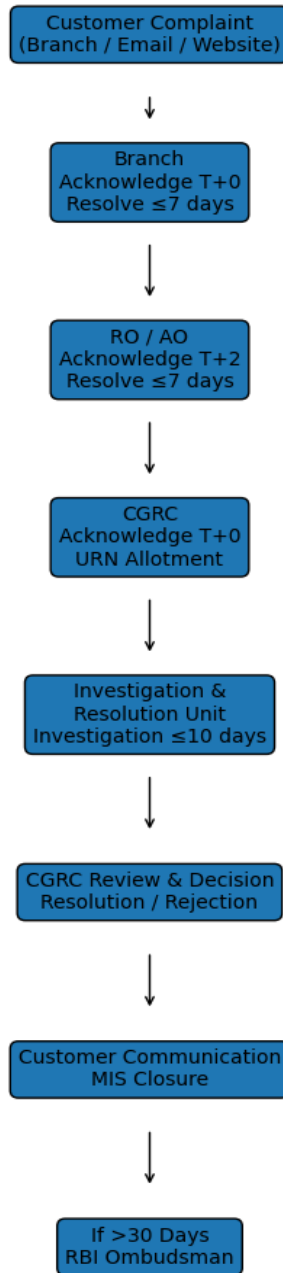 Customer Complaint
(Branch / Email / Website)
Branch
Acknowledge T+0
Resolve ≤7 days
RO / AO
Acknowledge T+2
Resolve ≤7 days
CGRC
Acknowledge T+0
URN Allotment
Investigation &
Resolution Unit
Investigation ≤10 days
CGRC Review & Decision
Resolution / Rejection
Customer Communication
MIS Closure
If >30 Days
RBI Ombudsman